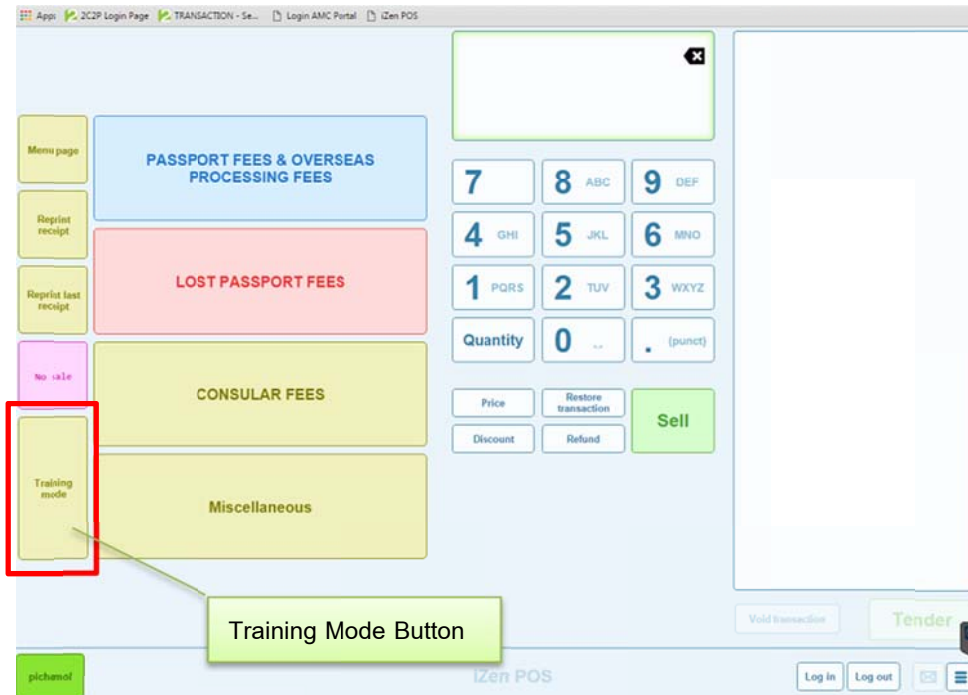 Apps 2C2P Login Page TRANSACTION - Se... Login AMC Portal iZen POS
Menu page
Reprint
receipt
Reprint last
receipt
No sale
Training
mode
PASSPORT FEES & OVERSEAS
PROCESSING FEES
LOST PASSPORT FEES
CONSULAR FEES
Miscellaneous
7 8 ABC 9 DEF
4 GHI 5 JKL 6 MNO
1 PQRS 2 TUV 3 WXYZ
Quantity 0 .. . (punct)
Price Restore
transaction
Sell
Discount Refund
Training Mode Button
Void transaction Tender
pichamol iZen POS Log in Log out